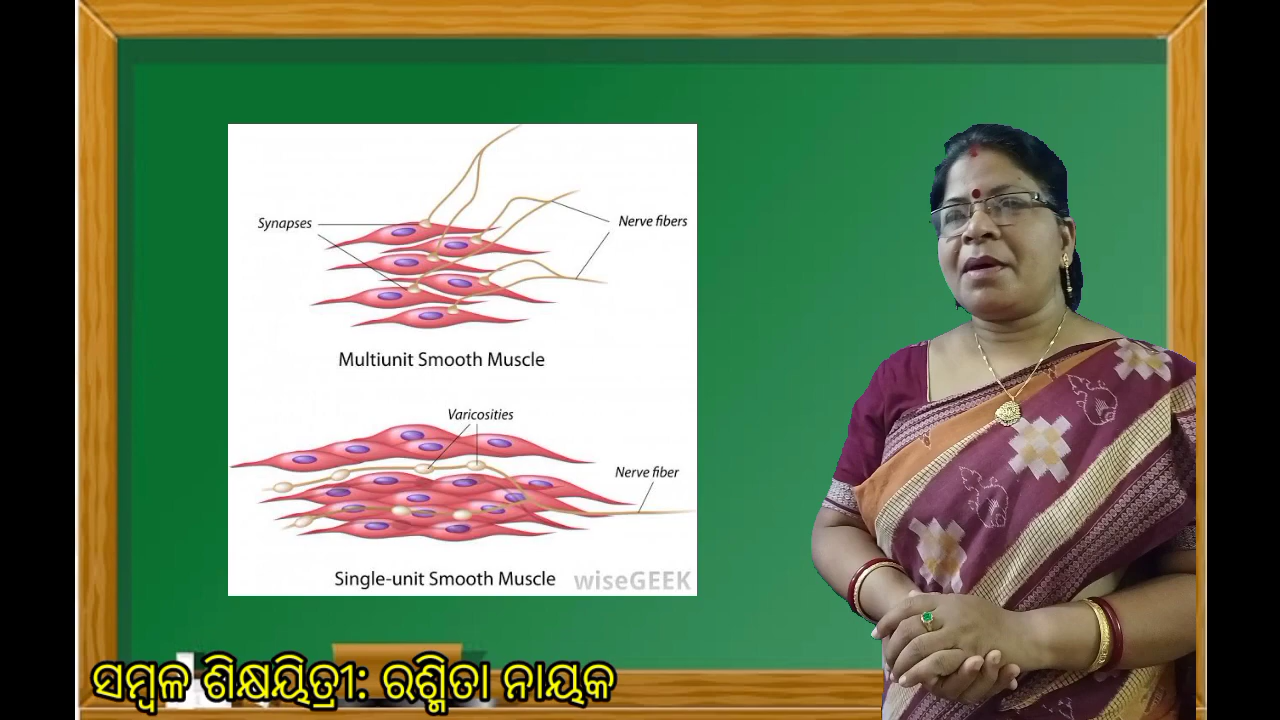 Synapses
Nerve fibers
Multiunit Smooth Muscle
Varicosities
Nerve fiber
Single-unit Smooth Muscle
wiseGEEK
ସମ୍ବଳ ଶିକ୍ଷୟିତ୍ରୀ: ରଶ୍ମିତା ନାୟକ